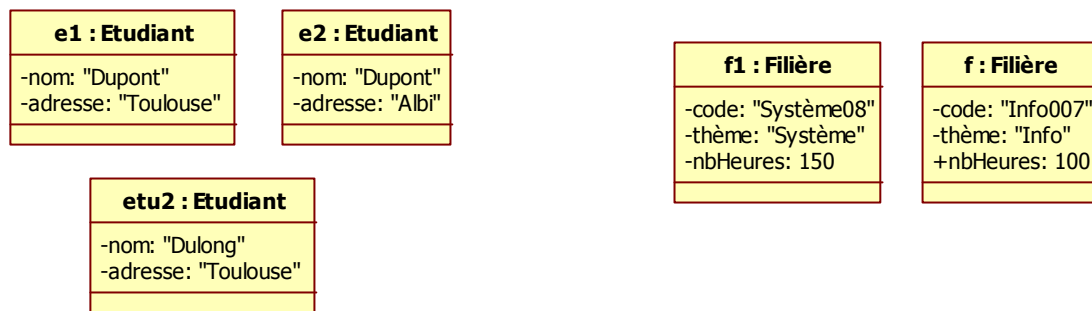 e1 : Etudiant
-nom: "Dupont"
-adresse: "Toulouse"
e2 : Etudiant
-nom: "Dupont"
-adresse: "Albi"
etu2 : Etudiant
-nom: "Dulong"
-adresse: "Toulouse"
f1 : Filière
-code: "Système08"
-thème: "Système"
-nbHeures: 150
f : Filière
-code: "Info007"
-thème: "Info"
+nbHeures: 100